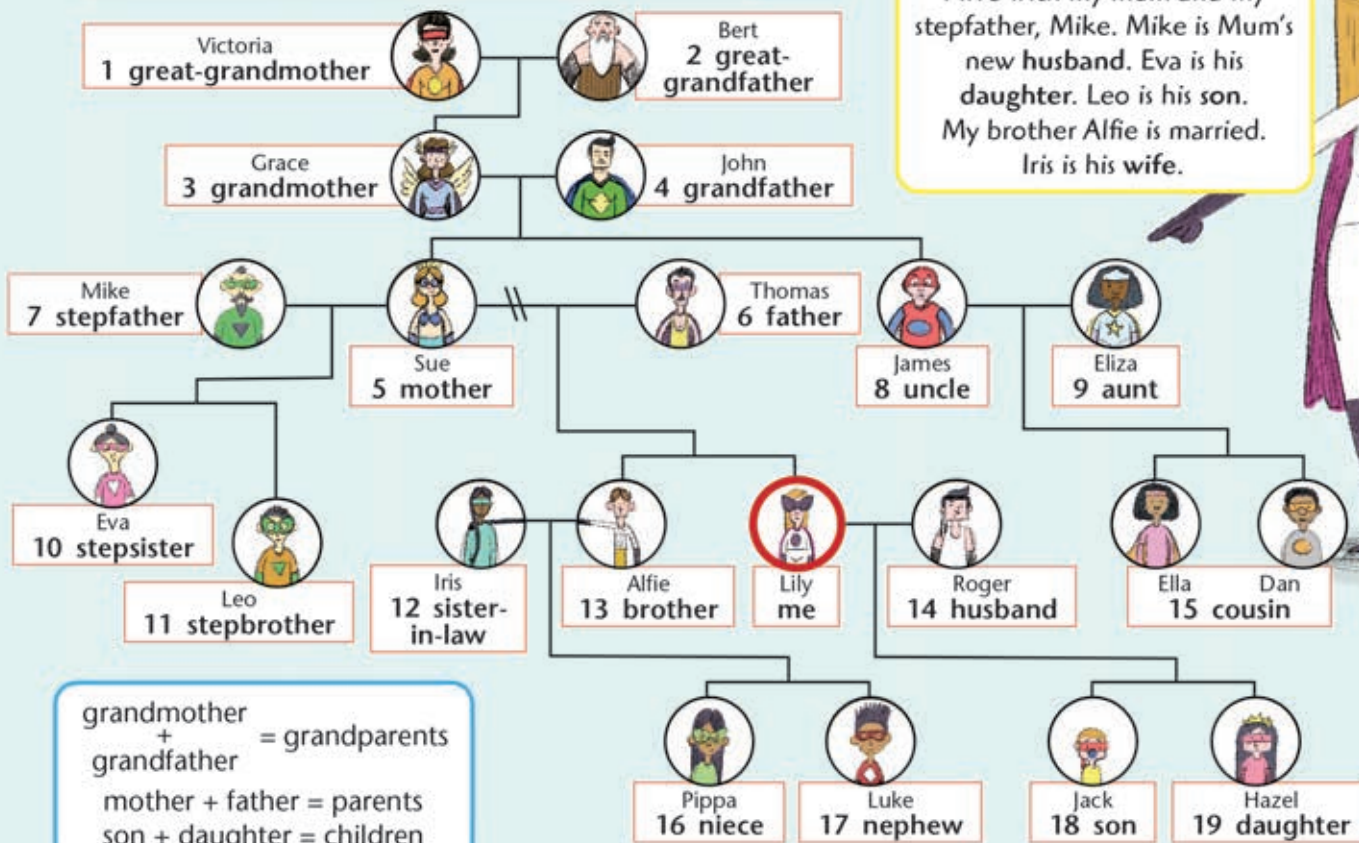 stepfather, Mike. Mike is Mum's
new husband. Eva is his
daughter. Leo is his son.
My brother Alfie is married.
Iris is his wife.
Victoria
1 great-grandmother
Bert
2 great-
grandfather
Grace
3 grandmother
John
4 grandfather
Mike
7 stepfather
Sue
5 mother
Thomas
6 father
James
8 uncle
Eliza
9 aunt
Eva
10 stepsister
Leo
11 stepbrother
Iris
12 sister-
in-law
Alfie
13 brother
Lily
me
Roger
14 husband
Ella Dan
15 cousin
Pippa
16 niece
Luke
17 nephew
Jack
18 son
Hazel
19 daughter
grandmother
+
grandfather
= grandparents
mother + father = parents
son + daughter = children